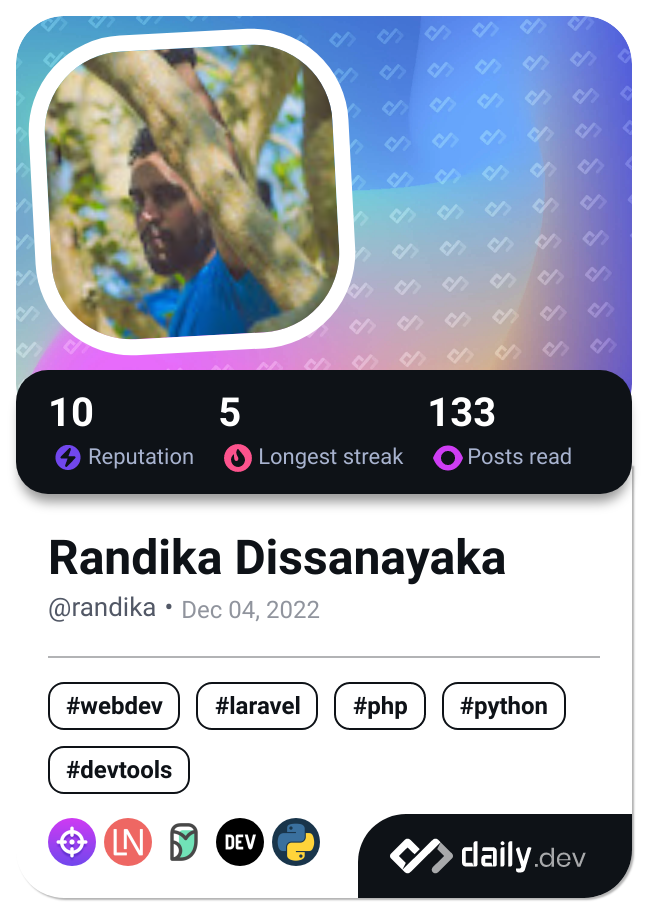 10 5 133
Reputation Longest streak Posts read
Randika Dissanayaka
@randika • Dec 04, 2022
#webdev #laravel #php #python
#devtools
LN DEV
daily.dev